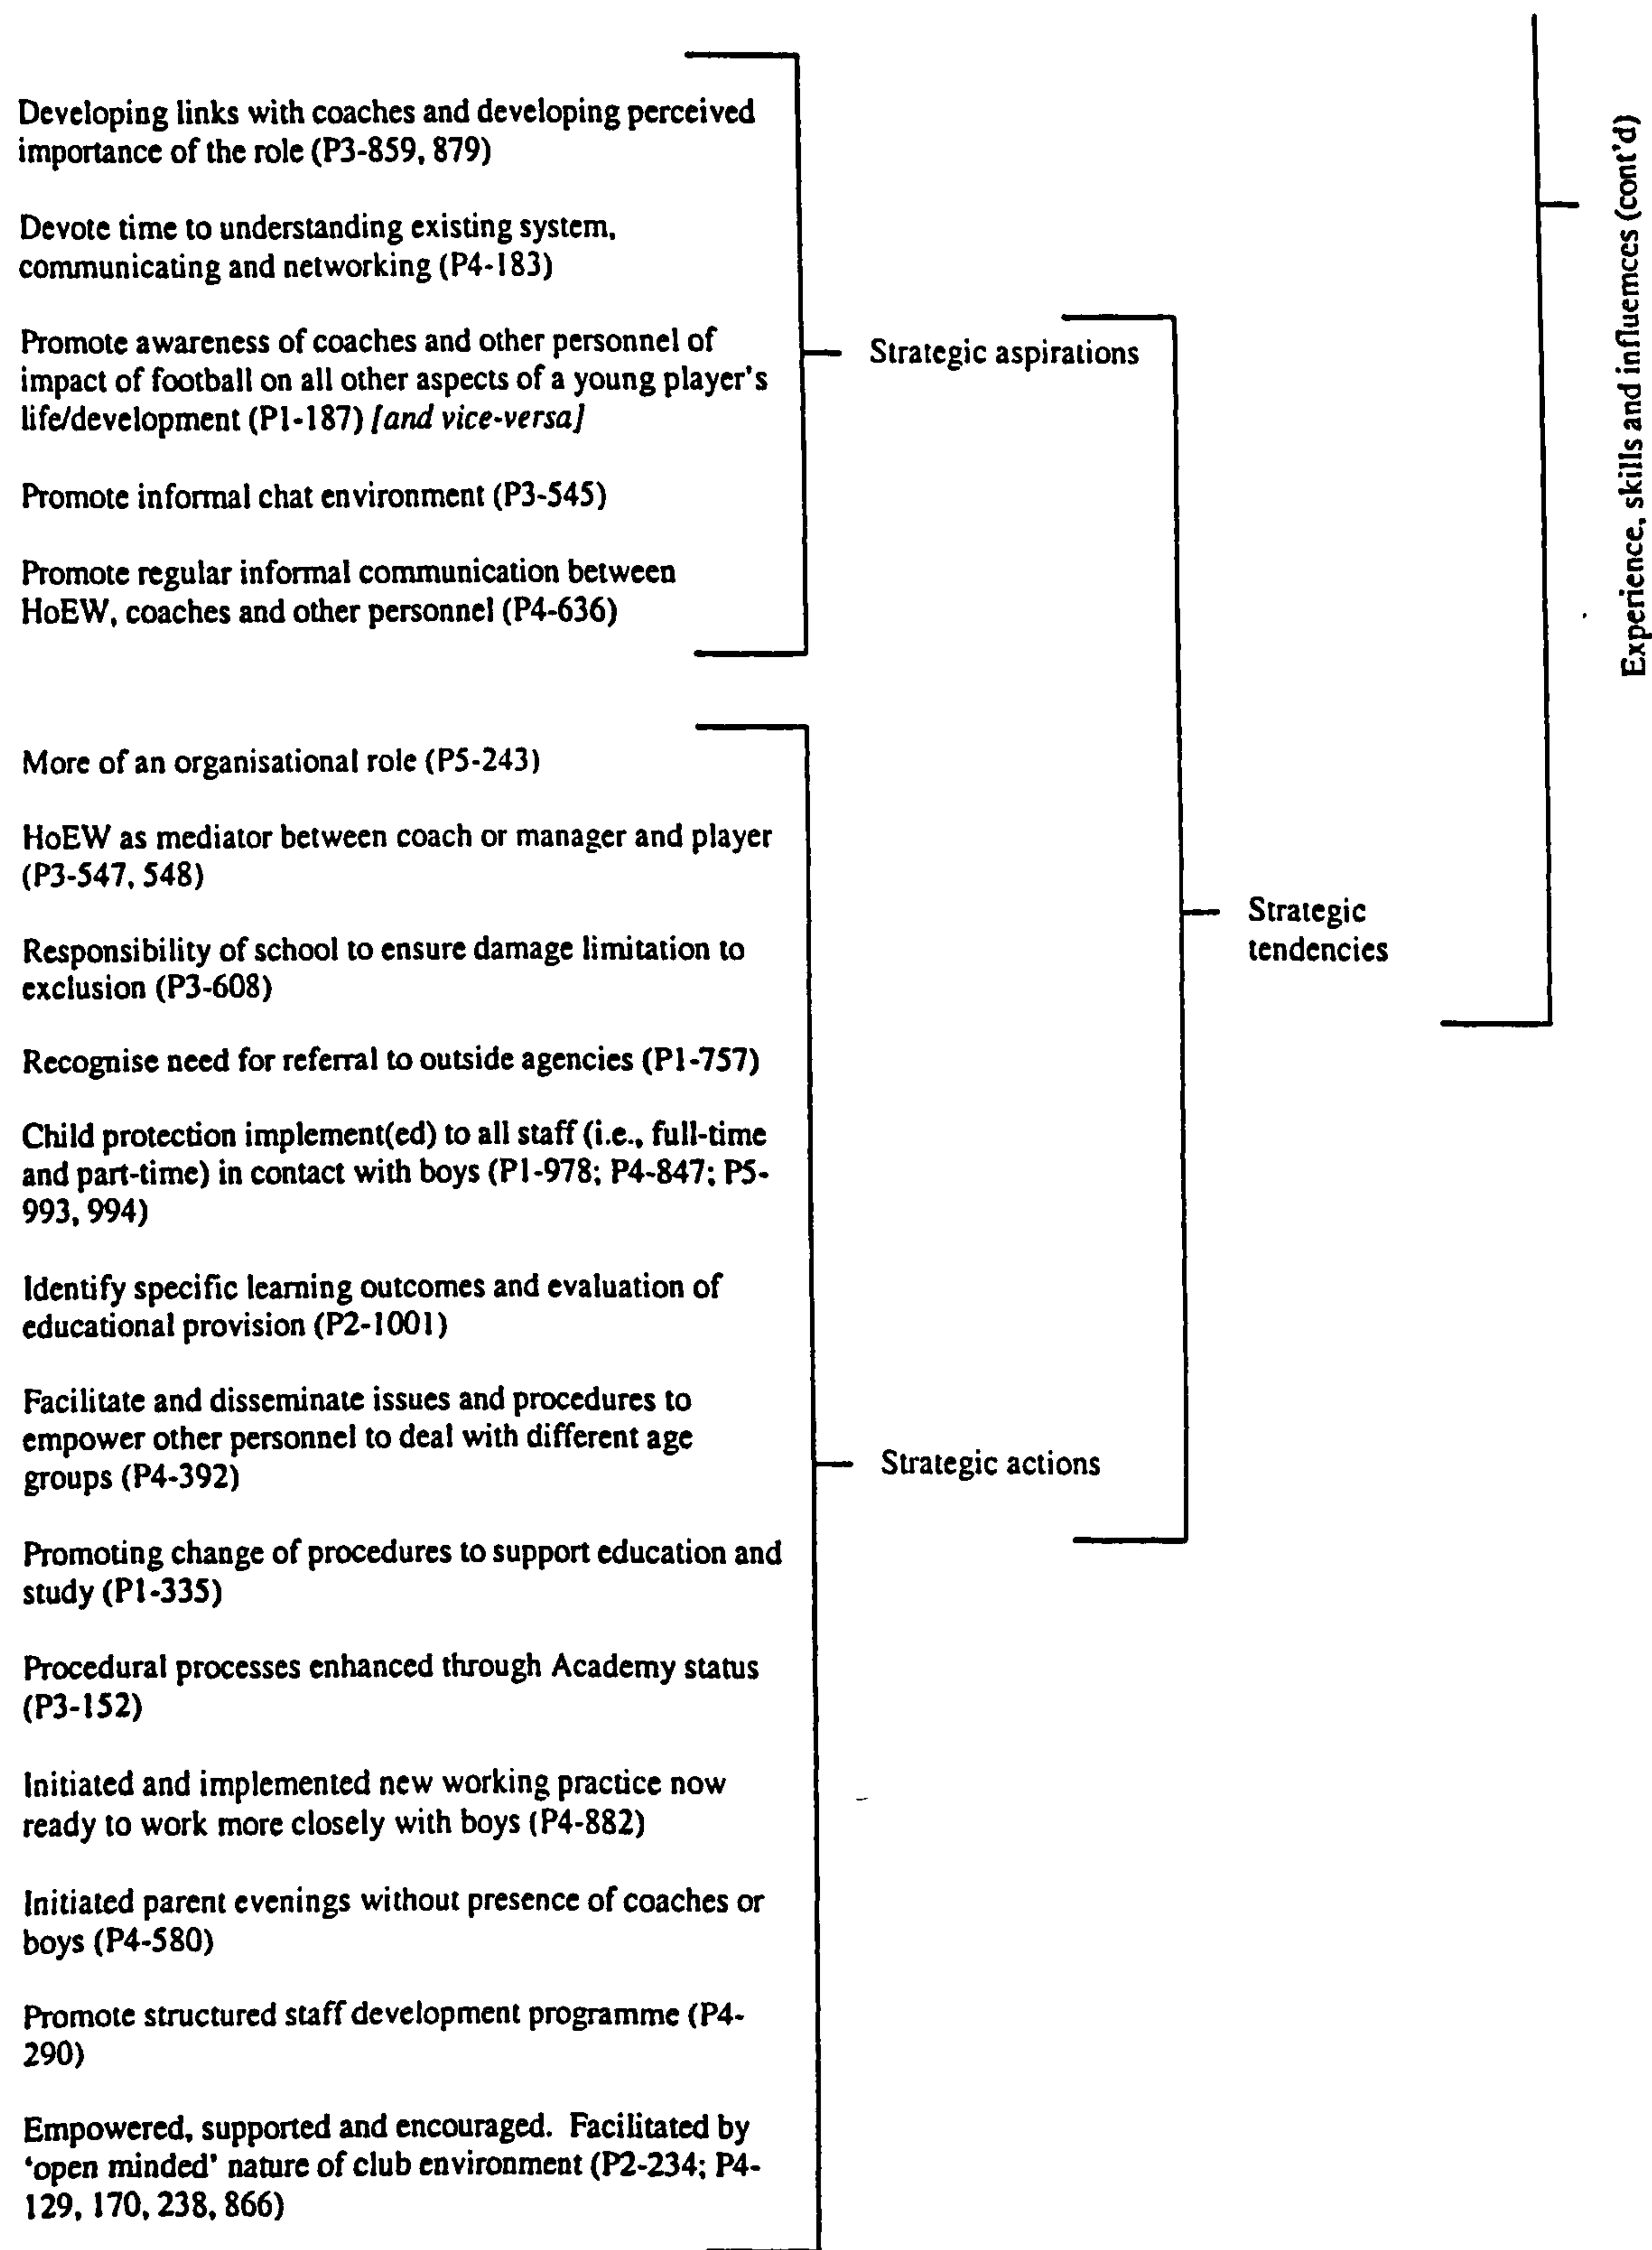 Developing links with coaches and developing perceived
importance of the role (P3-859, 879)
Devote time to understanding existing system,
communicating and networking (P4-183)
Promote awareness of coaches and other personnel of
impact of football on all other aspects of a young player's
life/development (P1-187) [and vice-versa]
Promote informal chat environment (P3-545)
Promote regular informal communication between
HoEW, coaches and other personnel (P4-636)
Strategic aspirations
More of an organisational role (P5-243)
HoEW as mediator between coach or manager and player
(P3-547, 548)
Responsibility of school to ensure damage limitation to
exclusion (P3-608)
Recognise need for referral to outside agencies (P1-757)
Child protection implement(ed) to all staff (i.e., full-time
and part-time) in contact with boys (P1-978; P4-847; P5-
993, 994)
Identify specific learning outcomes and evaluation of
educational provision (P2-1001)
Facilitate and disseminate issues and procedures to
empower other personnel to deal with different age
groups (P4-392)
Promoting change of procedures to support education and
study (P1-335)
Procedural processes enhanced through Academy status
(P3-152)
Initiated and implemented new working practice now
ready to work more closely with boys (P4-882)
Initiated parent evenings without presence of coaches or
boys (P4-580)
Promote structured staff development programme (P4-
290)
Empowered, supported and encouraged. Facilitated by
'open minded' nature of club environment (P2-234; P4-
129, 170, 238, 866)
Strategic actions
Strategic
tendencies
Experience, skills and influemces (cont'd)